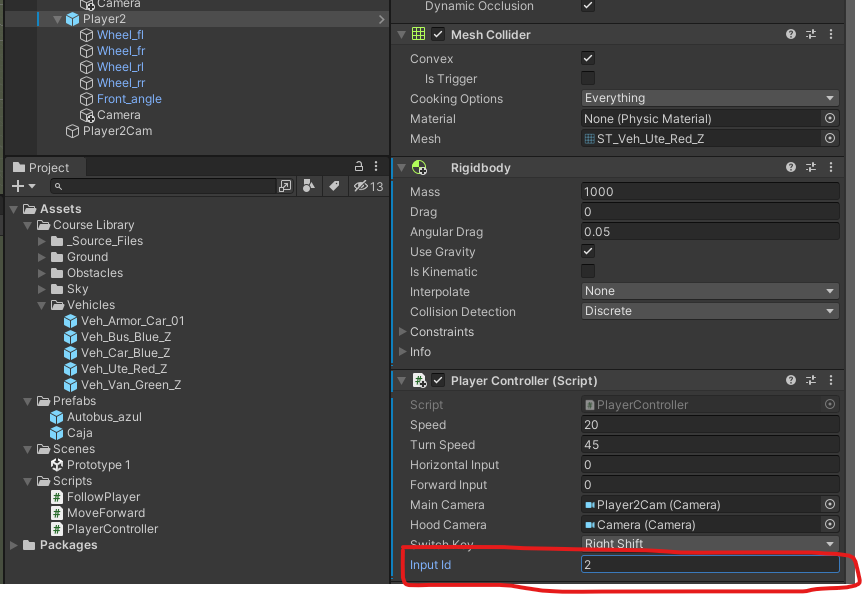 Camera
Player2
Wheel_fl
Wheel_fr
Wheel_rl
Wheel_rr
Front_angle
Camera
Player2Cam
Project
13
Assets
Course Library
_Source_Files
Ground
Obstacles
Sky
Vehicles
Veh_Armor_Car_01
Veh_Bus_Blue_Z
Veh_Car_Blue_Z
Veh_Ute_Red_Z
Veh_Van_Green_Z
Prefabs
Autobus_azul
Caja
Scenes
Prototype 1
Scripts
FollowPlayer
MoveForward
PlayerController
Packages
Dynamic Occlusion
Mesh Collider
Convex
Is Trigger
Cooking Options Everything
Material None (Physic Material)
Mesh ST_Veh_Ute_Red_Z
Rigidbody
Mass 1000
Drag 0
Angular Drag 0.05
Use Gravity
Is Kinematic
Interpolate None
Collision Detection Discrete
Constraints
Info
Player Controller (Script)
Script PlayerController
Speed 20
Turn Speed 45
Horizontal Input 0
Forward Input 0
Main Camera Player2Cam (Camera)
Hood Camera Camera (Camera)
Switch Key Right Shift
Input Id 2